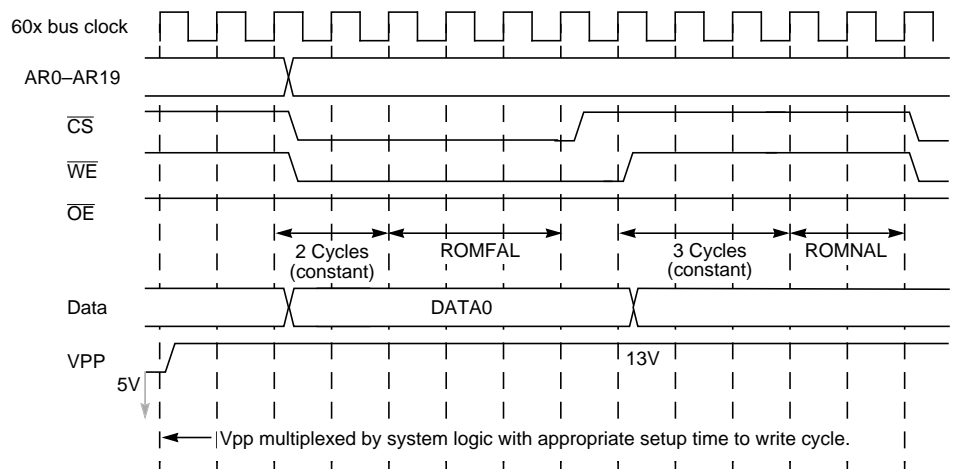 60x bus clock
AR0–AR19
CS
WE
OE
2 Cycles
(constant)
ROMFAL
3 Cycles
(constant)
ROMNAL
Data
DATA0
VPP
13V
5V
Vpp multiplexed by system logic with appropriate setup time to write cycle.